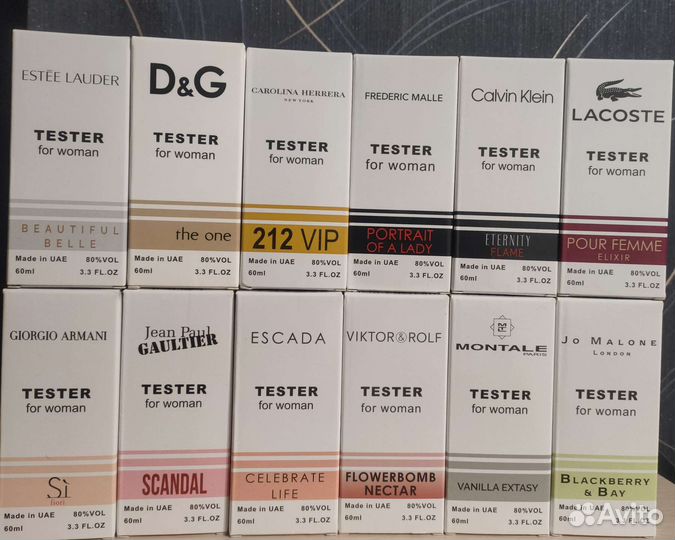 ESTĒE LAUDER
TESTER
for woman
BEAUTIFUL
BELLE
Made in UAE 80%VOL
60ml 3.3 FL.OZ
D&G
TESTER
for woman
the one
Made in UAE 80%VOL
60ml 3.3 FL.OZ
CAROLINA HERRERA
NEW YORK
TESTER
for woman
212 VIP
Made in UAE 80%VOL
60ml 3.3 FL.OZ
FREDERIC MALLE
TESTER
for woman
PORTRAIT
OF A LADY
Made in UAE 80%VOL
60ml 3.3 FL.OZ
Calvin Klein
TESTER
for woman
ETERNITY
FLAME
Made in UAE 80%VOL
60ml 3.3 FL.OZ
LACOSTE
TESTER
for woman
POUR FEMME
ELIXIR
Made in UAE 80%VOL
60ml 3.3 FL.OZ
GIORGIO ARMANI
TESTER
for woman
Sì
fiori
Made in UAE 80%VOL
60ml 3.3 FL.OZ
Jean Paul
GAULTIER
TESTER
for woman
SCANDAL
Made in UAE 80%VOL
60ml 3.3 FL.OZ
ESCADA
TESTER
for woman
CELEBRATE
LIFE
Made in UAE 80%VOL
60ml 3.3 FL.OZ
VIKTOR&ROLF
TESTER
for woman
FLOWERBOMB
NECTAR
Made in UAE 80%VOL
60ml 3.3 FL.OZ
MONTALE
PARIS
TESTER
for woman
VANILLA EXTASY
Made in UAE 80%VOL
60ml 3.3 FL.OZ
JO MALONE
LONDON
TESTER
for woman
BLACKBERRY
& BAY
Made in UAE
60ml
Avito